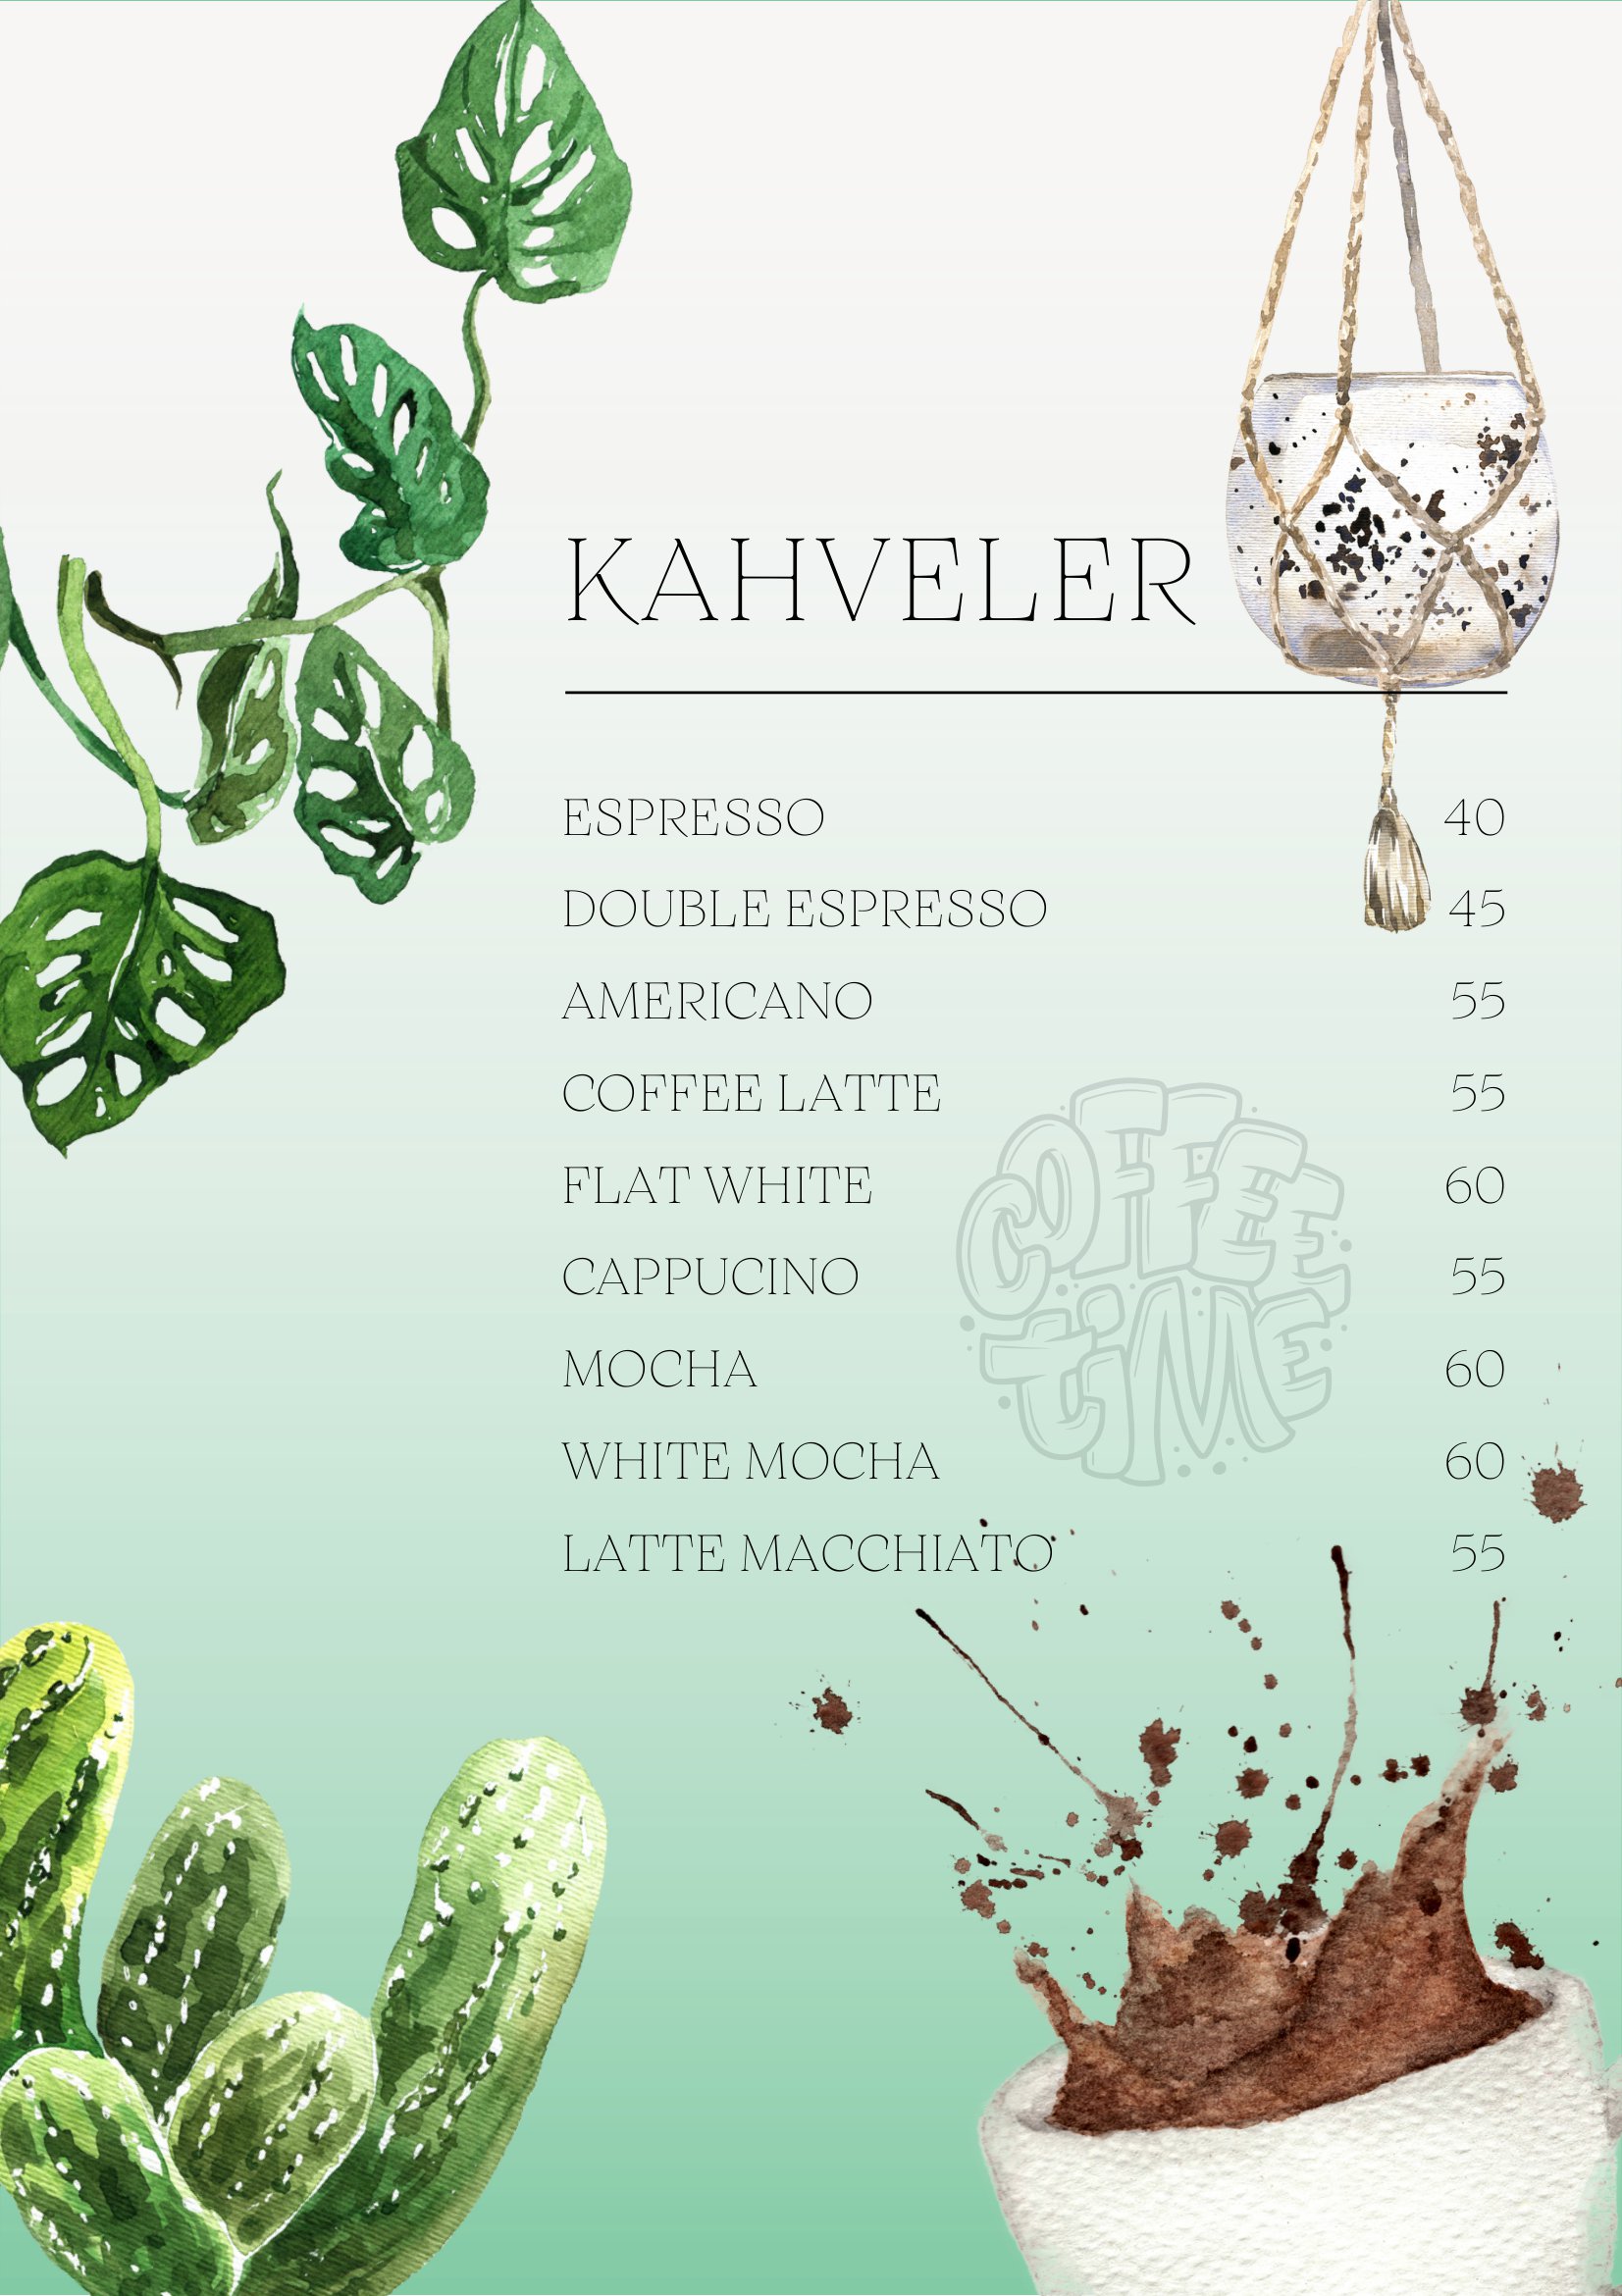 KAHVELER
ESPRESSO 40
DOUBLE ESPRESSO 45
AMERICANO 55
COFFEE LATTE 55
FLAT WHITE 60
CAPPUCINO 55
MOCHA 60
WHITE MOCHA 60
LATTE MACCHIATO 55
COFFEE
TiME